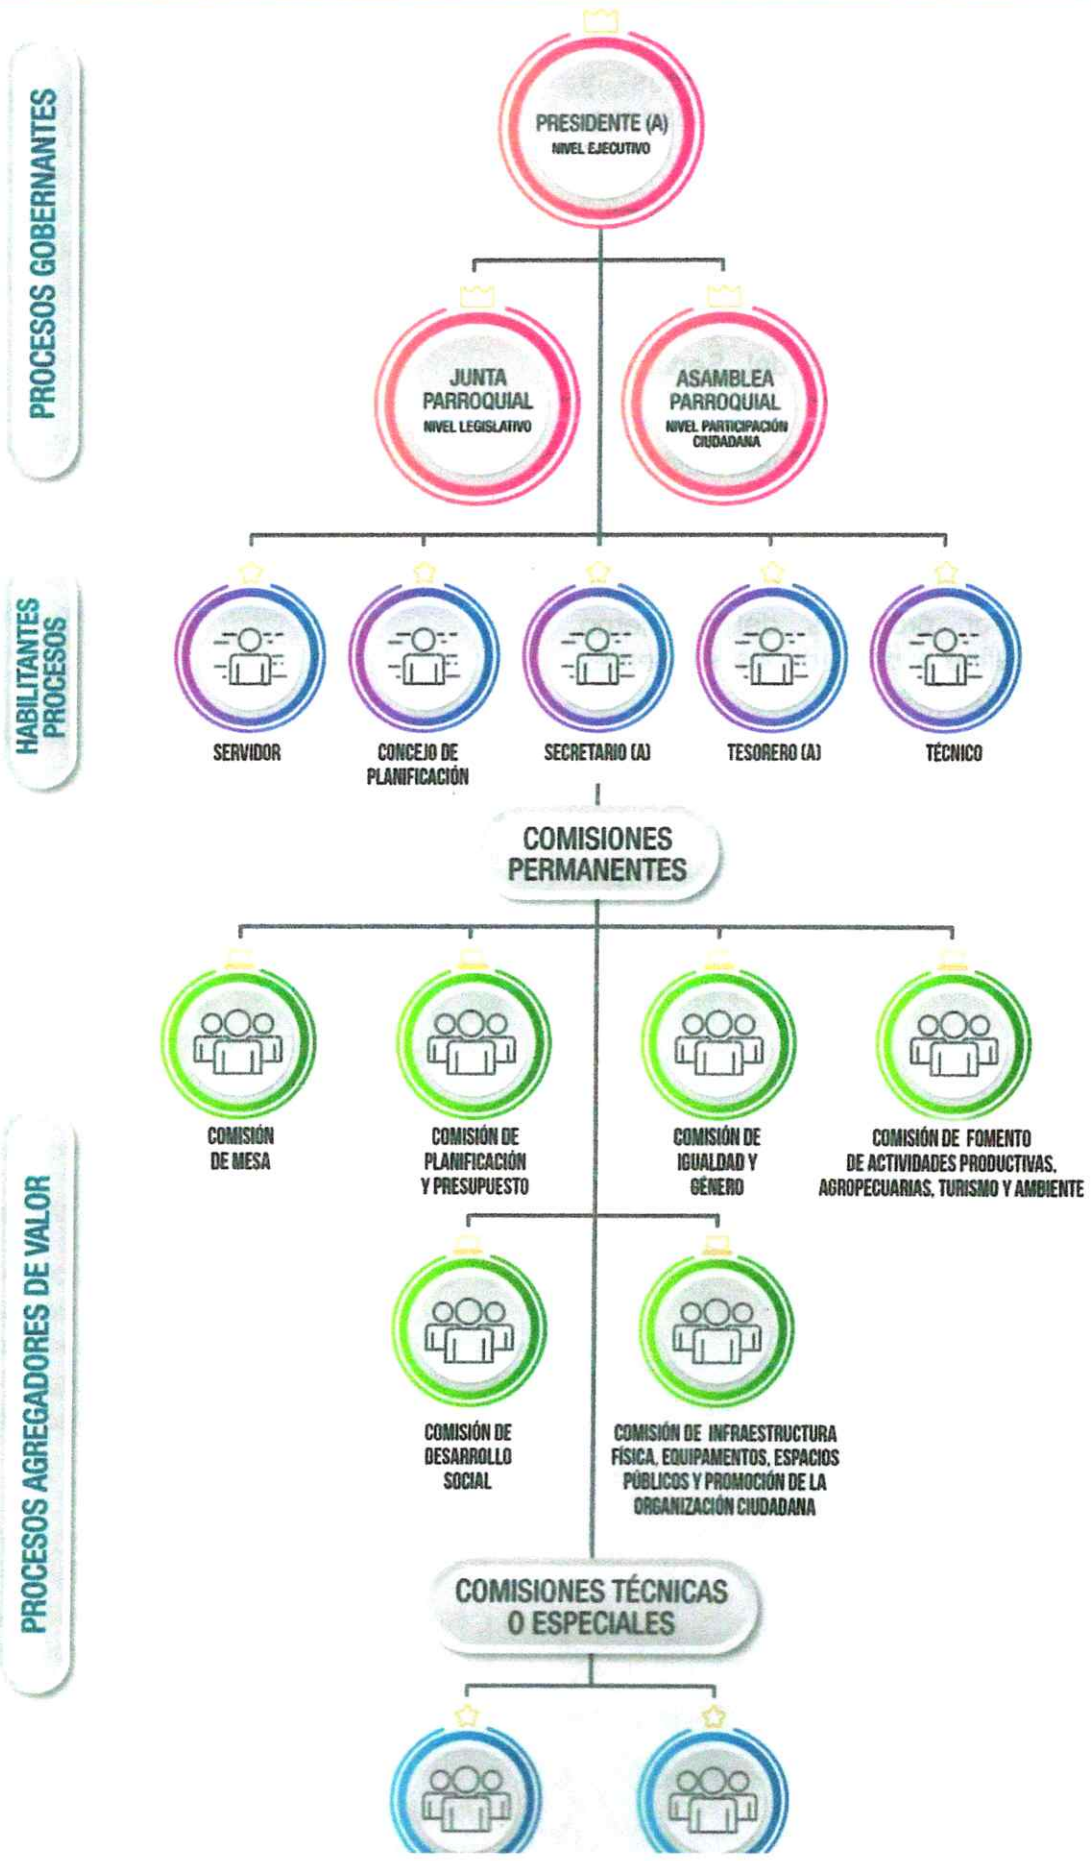 PROCESOS GOBERNANTES
PRESIDENTE (A)
NIVEL EJECUTIVO
JUNTA
PARROQUIAL
NIVEL LEGISLATIVO
ASAMBLEA
PARROQUIAL
NIVEL PARTICIPACIÓN
CIUDADANA
HABILITANTES
PROCESOS
SERVIDOR
CONCEJO DE
PLANIFICACIÓN
SECRETARIO (A)
TESORERO (A)
TÉCNICO
COMISIONES
PERMANENTES
PROCESOS AGREGADORES DE VALOR
COMISIÓN
DE MESA
COMISIÓN DE
PLANIFICACIÓN
Y PRESUPUESTO
COMISIÓN DE
IGUALDAD Y
GÉNERO
COMISIÓN DE FOMENTO
DE ACTIVIDADES PRODUCTIVAS,
AGROPECUARIAS, TURISMO Y AMBIENTE
COMISIÓN DE
DESARROLLO
SOCIAL
COMISIÓN DE INFRAESTRUCTURA
FÍSICA, EQUIPAMENTOS, ESPACIOS
PÚBLICOS Y PROMOCIÓN DE LA
ORGANIZACIÓN CIUDADANA
COMISIONES TÉCNICAS
O ESPECIALES